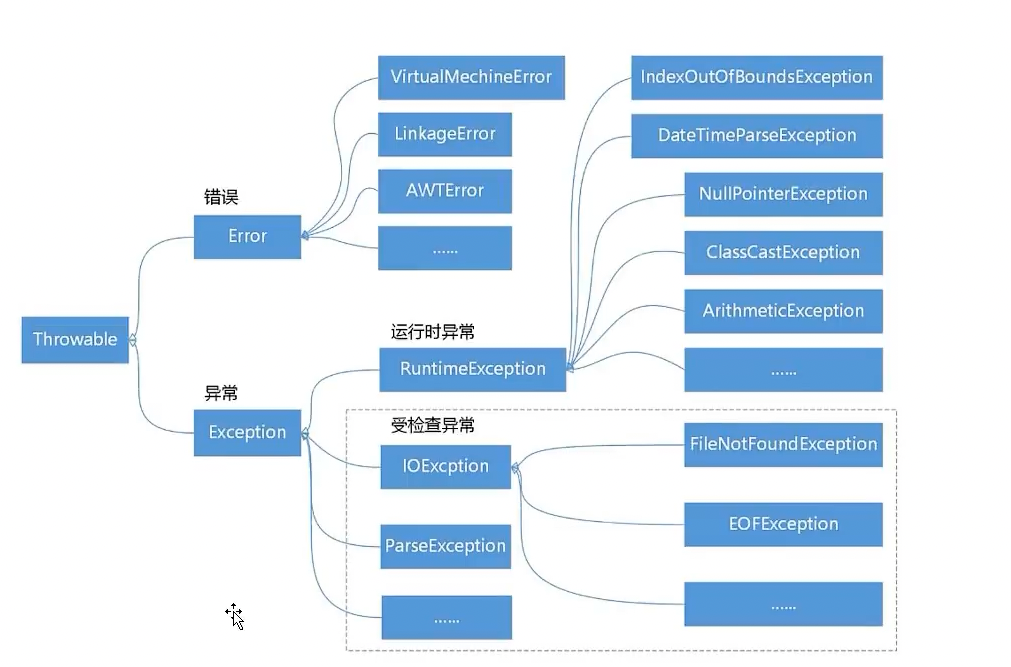 Throwable
错误
Error
VirtualMechineError
LinkageError
AWTError
......
异常
Exception
运行时异常
RuntimeException
IndexOutOfBoundsException
DateTimeParseException
NullPointerException
ClassCastException
ArithmeticException
......
受检查异常
IOExcption
ParseException
......
FileNotFoundException
EOFException
......